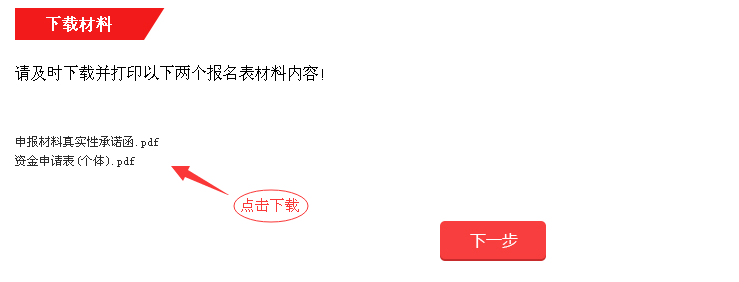 下载材料
请及时下载并打印以下两个报名表材料内容!
申报材料真实性承诺函.pdf
资金申请表(个体).pdf
点击下载
下一步